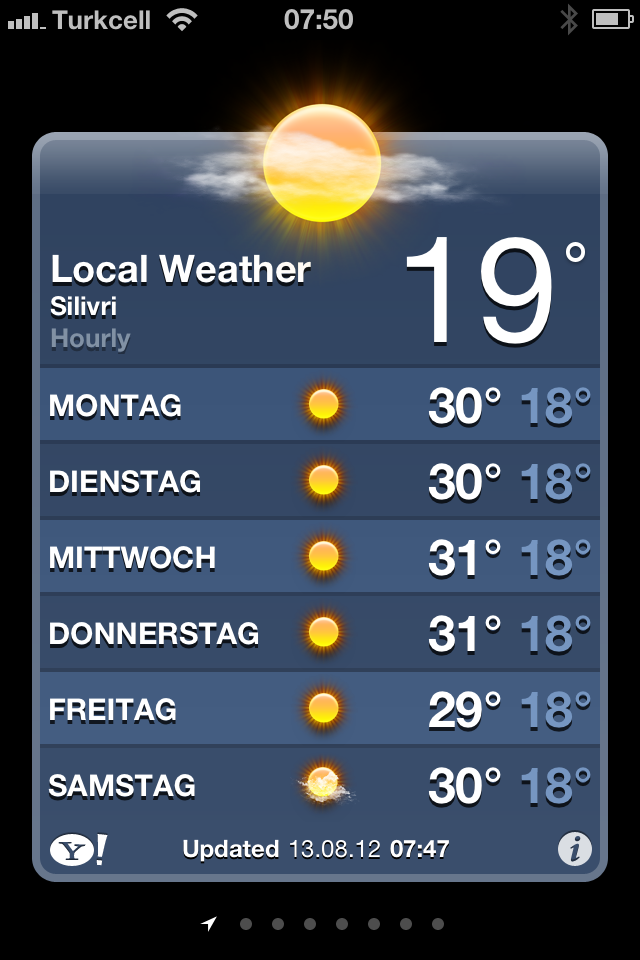 Turkcell 07:50
Local Weather 19°
Silivri
Hourly
MONTAG 30° 18°
DIENSTAG 30° 18°
MITTWOCH 31° 18°
DONNERSTAG 31° 18°
FREITAG 29° 18°
SAMSTAG 30° 18°
Y! Updated 13.08.12 07:47 i